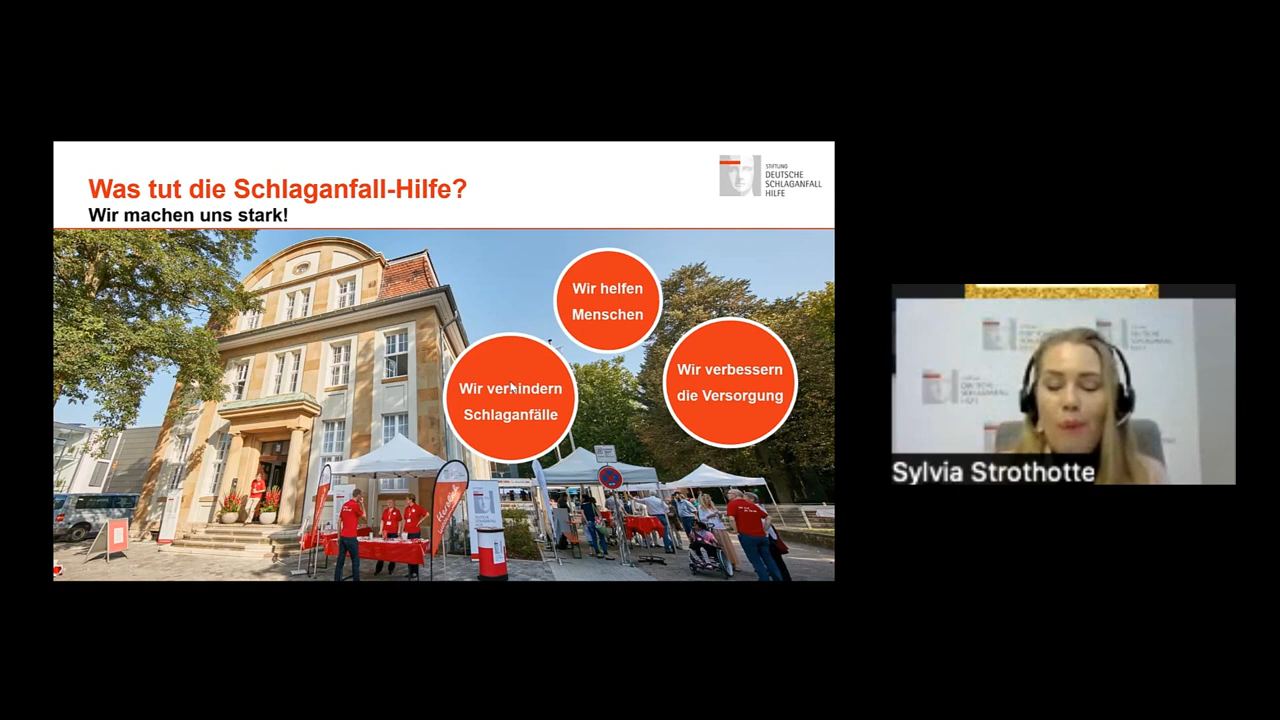 Was tut die Schlaganfall-Hilfe?
Wir machen uns stark!
STIFTUNG
DEUTSCHE
SCHLAGANFALL
HILFE
Wir helfen
Menschen
Wir verhindern
Schlaganfälle
Wir verbessern
die Versorgung
Sylvia Strothotte